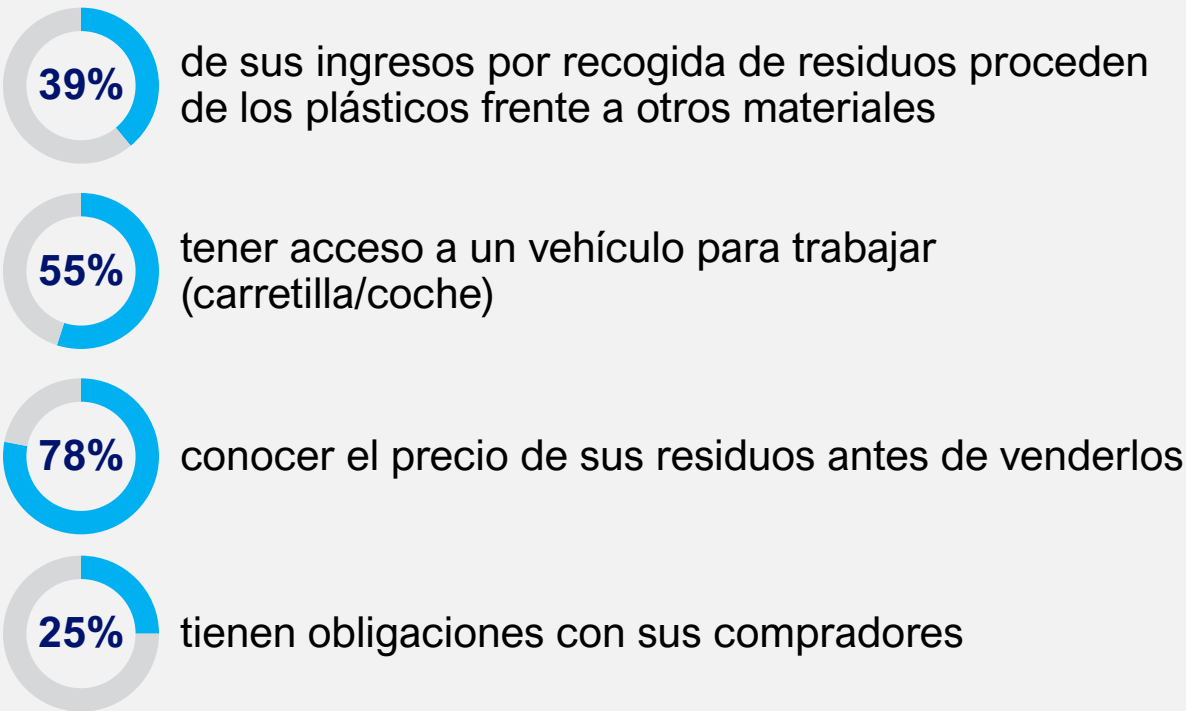 39%
de sus ingresos por recogida de residuos proceden
de los plásticos frente a otros materiales
55%
tener acceso a un vehículo para trabajar
(carretilla/coche)
78%
conocer el precio de sus residuos antes de venderlos
25%
tienen obligaciones con sus compradores